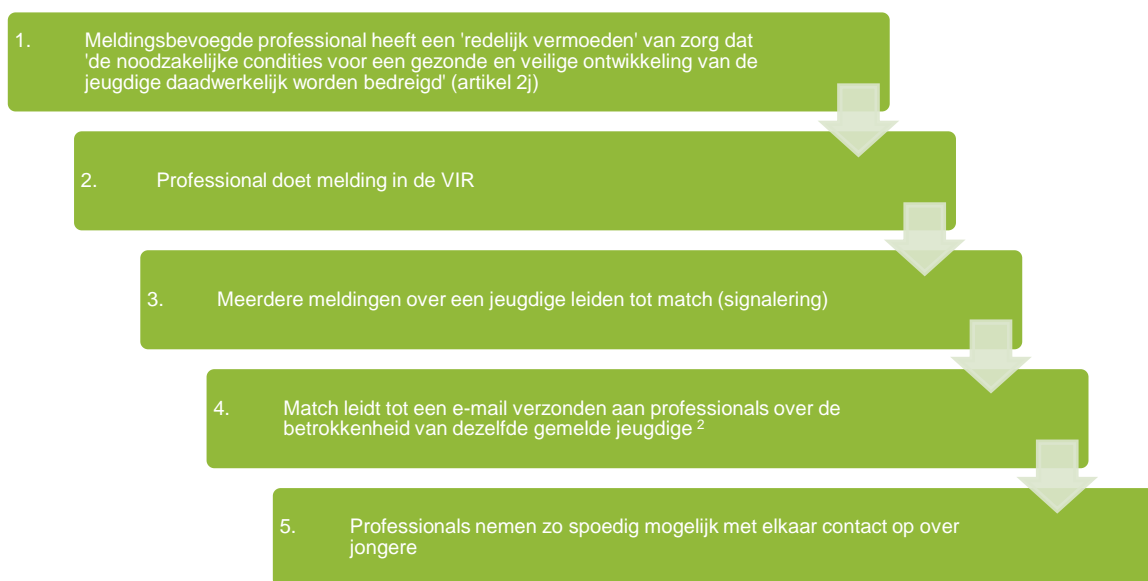 1. Meldingsbevoegde professional heeft een 'redelijk vermoeden' van zorg dat
'de noodzakelijke condities voor een gezonde en veilige ontwikkeling van de
jeugdige daadwerkelijk worden bedreigd' (artikel 2j)
2. Professional doet melding in de VIR
3. Meerdere meldingen over een jeugdige leiden tot match (signalering)
4. Match leidt tot een e-mail verzonden aan professionals over de
betrokkenheid van dezelfde gemelde jeugdige 2
5. Professionals nemen zo spoedig mogelijk met elkaar contact op over
jongere